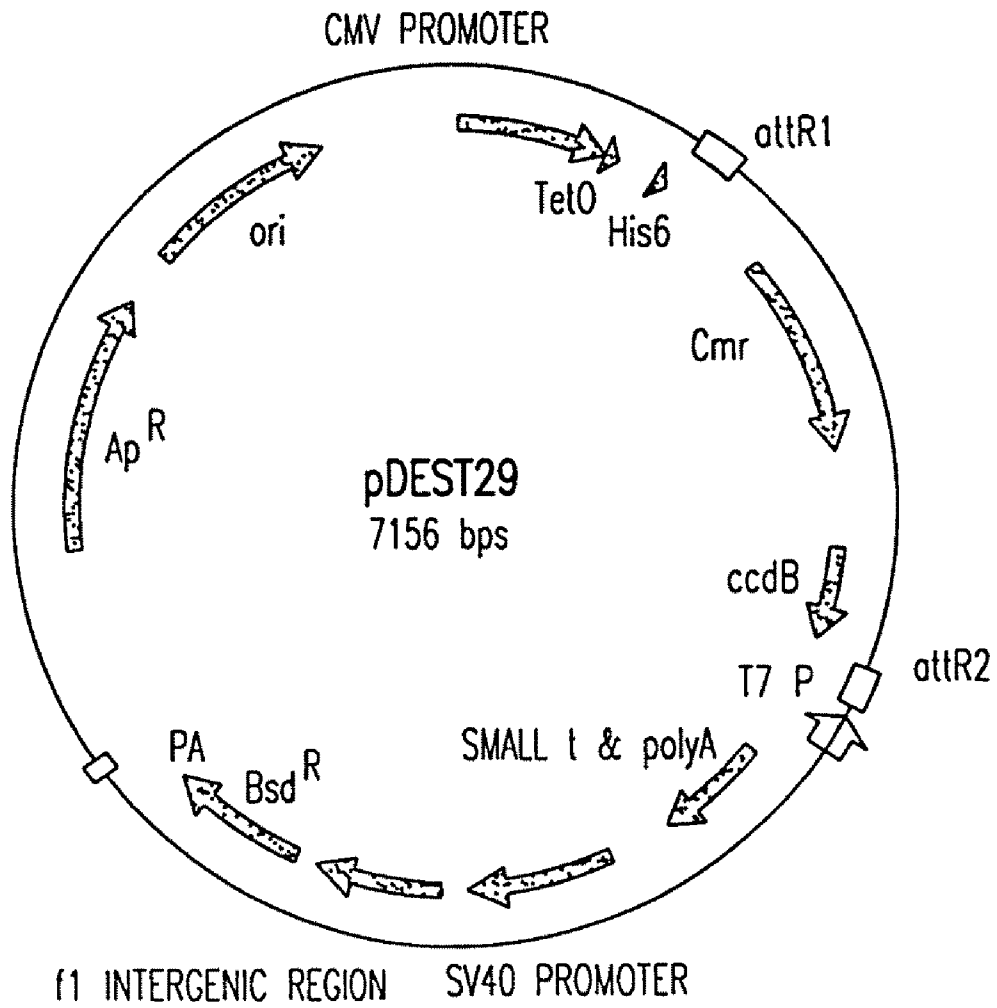 CMV PROMOTER
attR1
TetO
His6
ori
Cmr
Ap R
pDEST29
7156 bps
ccdB
attR2
T7 P
SMALL t & polyA
PA
Bsd R
f1 INTERGENIC REGION
SV40 PROMOTER